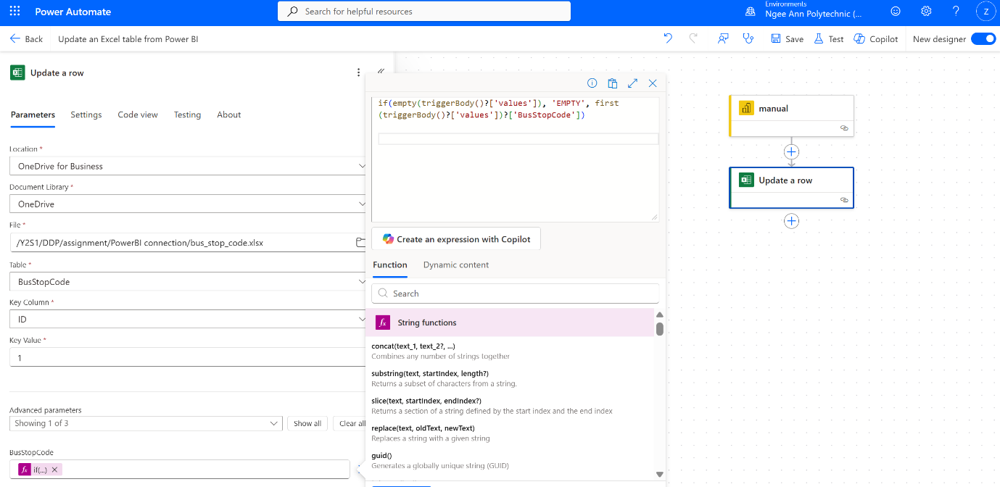 Power Automate
Search for helpful resources
Environments
Ngee Ann Polytechnic (...
Z
Back
Update an Excel table from Power BI
Save
Test
Copilot
New designer
Update a row
Parameters
Settings
Code view
Testing
About
Location *
OneDrive for Business
Document Library *
OneDrive
File *
/Y2S1/DDP/assignment/PowerBI connection/bus_stop_code.xlsx
Table *
BusStopCode
Key Column *
ID
Key Value *
1
Advanced parameters
Showing 1 of 3
Show all
Clear all
BusStopCode
fx if(...)
if(empty(triggerBody()?['values']), 'EMPTY', first
(triggerBody()?['values'])?['BusStopCode'])
Create an expression with Copilot
Function
Dynamic content
Search
fx String functions
concat(text_1, text_2?, ...)
Combines any number of strings together
substring(text, startIndex, length?)
Returns a subset of characters from a string.
slice(text, startIndex, endIndex?)
Returns a section of a string defined by the start index and the end index
replace(text, oldText, newText)
Replaces a string with a given string
guid()
Generates a globally unique string (GUID)
manual
Update a row